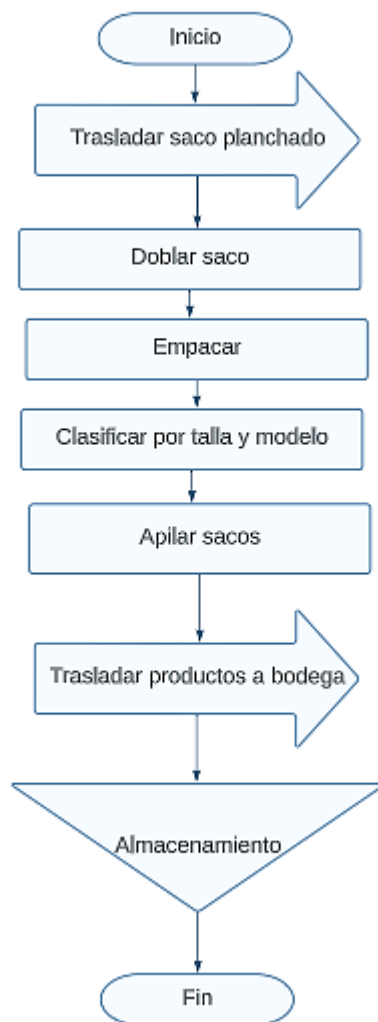 Inicio
Trasladar saco planchado
Doblar saco
Empacar
Clasificar por talla y modelo
Apilar sacos
Trasladar productos a bodega
Almacenamiento
Fin